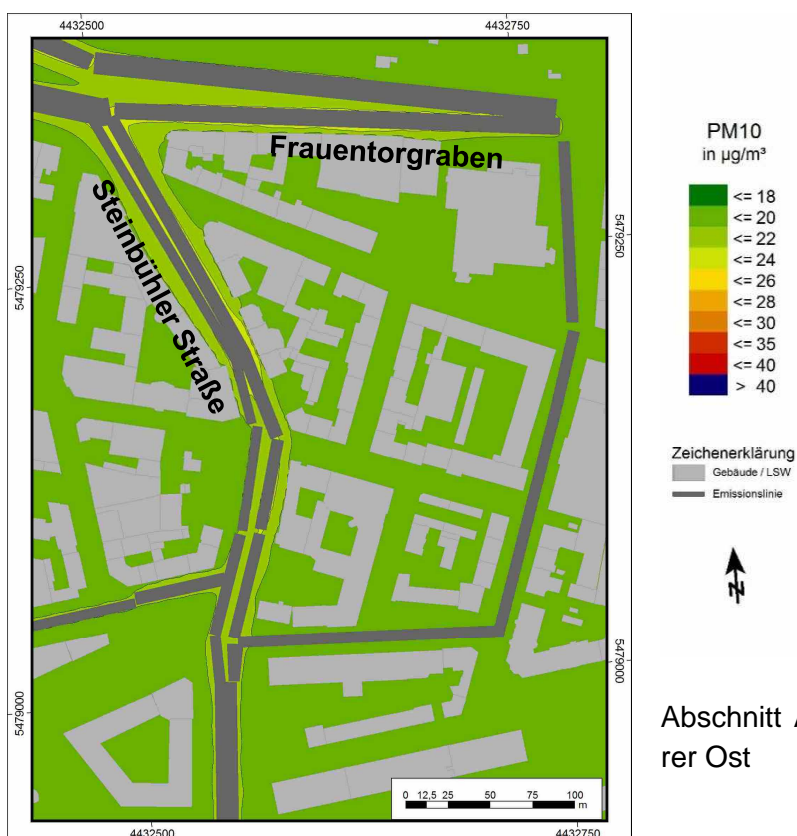 4432500
4432750
Frauentorgraben
Steinbühler Straße
5479250
5479250
5479000
5479000
0 12,5 25 50 75 100
m
4432500
4432750
PM10
in µg/m³
<= 18
<= 20
<= 22
<= 24
<= 26
<= 28
<= 30
<= 35
<= 40
> 40
Zeichenerklärung
Gebäude / LSW
Emissionslinie
N
Abschnitt
rer Ost